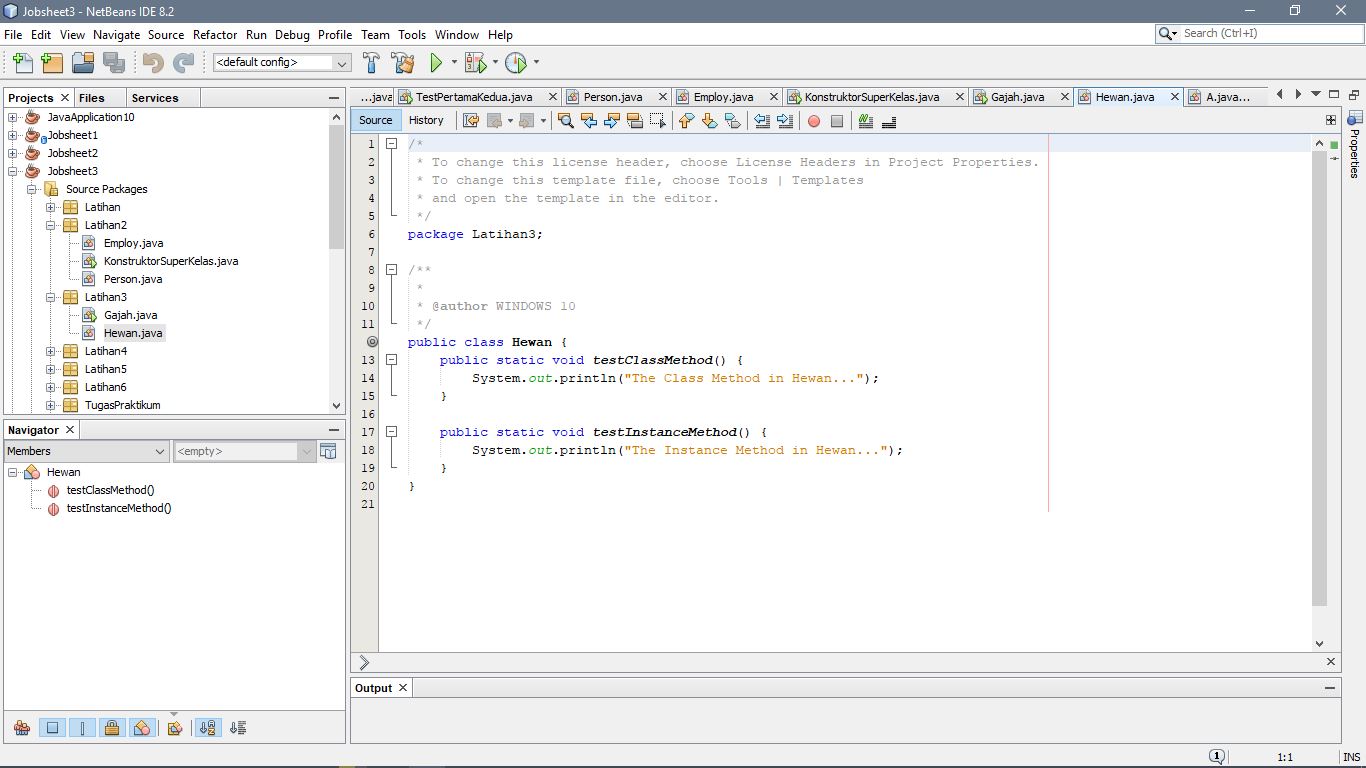 Jobsheet3 - NetBeans IDE 8.2
File Edit View Navigate Source Refactor Run Debug Profile Team Tools Window Help
Search (Ctrl+I)
<default config>
Projects Files Services
JavaApplication10
Jobsheet1
Jobsheet2
Jobsheet3
Source Packages
Latihan
Latihan2
Employ.java
KonstruktorSuperKelas.java
Person.java
Latihan3
Gajah.java
Hewan.java
Latihan4
Latihan5
Latihan6
TugasPraktikum
Navigator
Members <empty>
Hewan
testClassMethod()
testInstanceMethod()
...java TestPertamaKedua.java Person.java Employ.java KonstruktorSuperKelas.java Gajah.java Hewan.java A.java...
Source History
1 /*
2 * To change this license header, choose License Headers in Project Properties.
3 * To change this template file, choose Tools | Templates
4 * and open the template in the editor.
5 */
6 package Latihan3;
7
8 /**
9 *
10 * @author WINDOWS 10
11 */
public class Hewan {
13 public static void testClassMethod() {
14 System.out.println("The Class Method in Hewan...");
15 }
16
17 public static void testInstanceMethod() {
18 System.out.println("The Instance Method in Hewan...");
19 }
20 }
21
Properties
Output
1 1:1 INS